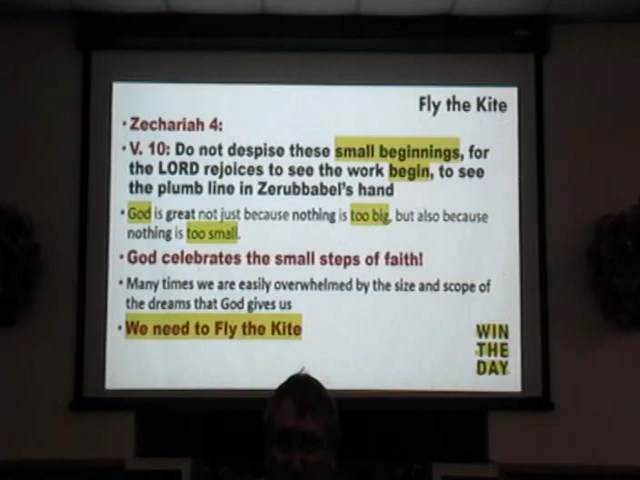 Fly the Kite
• Zechariah 4:
• V. 10: Do not despise these small beginnings, for
the LORD rejoices to see the work begin, to see
the plumb line in Zerubbabel's hand
• God is great not just because nothing is too big, but also because
nothing is too small.
• God celebrates the small steps of faith!
• Many times we are easily overwhelmed by the size and scope of
the dreams that God gives us
• We need to Fly the Kite
WIN
THE
DAY